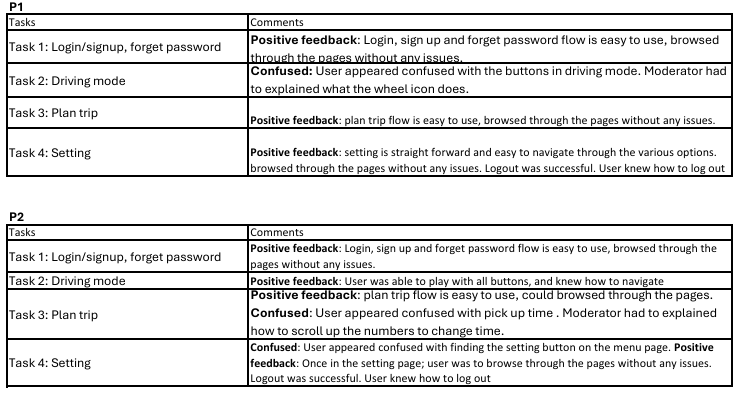 P1
Tasks Comments
Task 1: Login/signup, forget password
Positive feedback: Login, sign up and forget password flow is easy to use, browsed
through the pages without any issues.
Task 2: Driving mode
Confused: User appeared confused with the buttons in driving mode. Moderator had
to explained what the wheel icon does.
Task 3: Plan trip
Positive feedback: plan trip flow is easy to use, browsed through the pages without any issues.
Task 4: Setting
Positive feedback: setting is straight forward and easy to navigate through the various options.
browsed through the pages without any issues. Logout was successful. User knew how to log out
P2
Tasks Comments
Task 1: Login/signup, forget password
Positive feedback: Login, sign up and forget password flow is easy to use, browsed through the
pages without any issues.
Task 2: Driving mode
Positive feedback: User was able to play with all buttons, and knew how to navigate
Task 3: Plan trip
Positive feedback: plan trip flow is easy to use, could browsed through the pages.
Confused: User appeared confused with pick up time . Moderator had to explained
how to scroll up the numbers to change time.
Task 4: Setting
Confused: User appeared confused with finding the setting button on the menu page. Positive
feedback: Once in the setting page; user was to browse through the pages without any issues.
Logout was successful. User knew how to log out